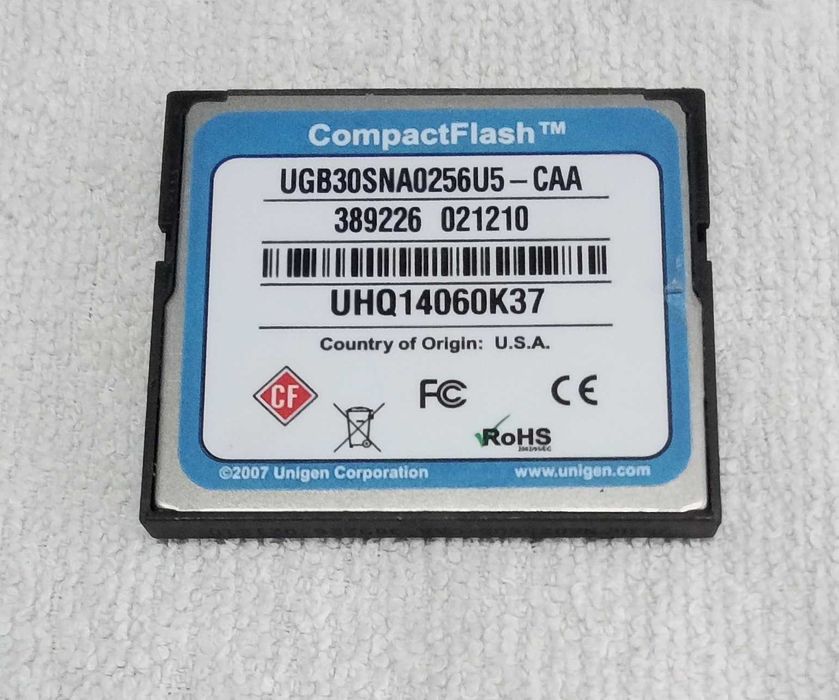 CompactFlash™
UGB30SNA0256U5-CAA
389226 021210
UHQ14060K37
Country of Origin: U.S.A.
CF
FC
CE
RoHS
©2007 Unigen Corporation
www.unigen.com